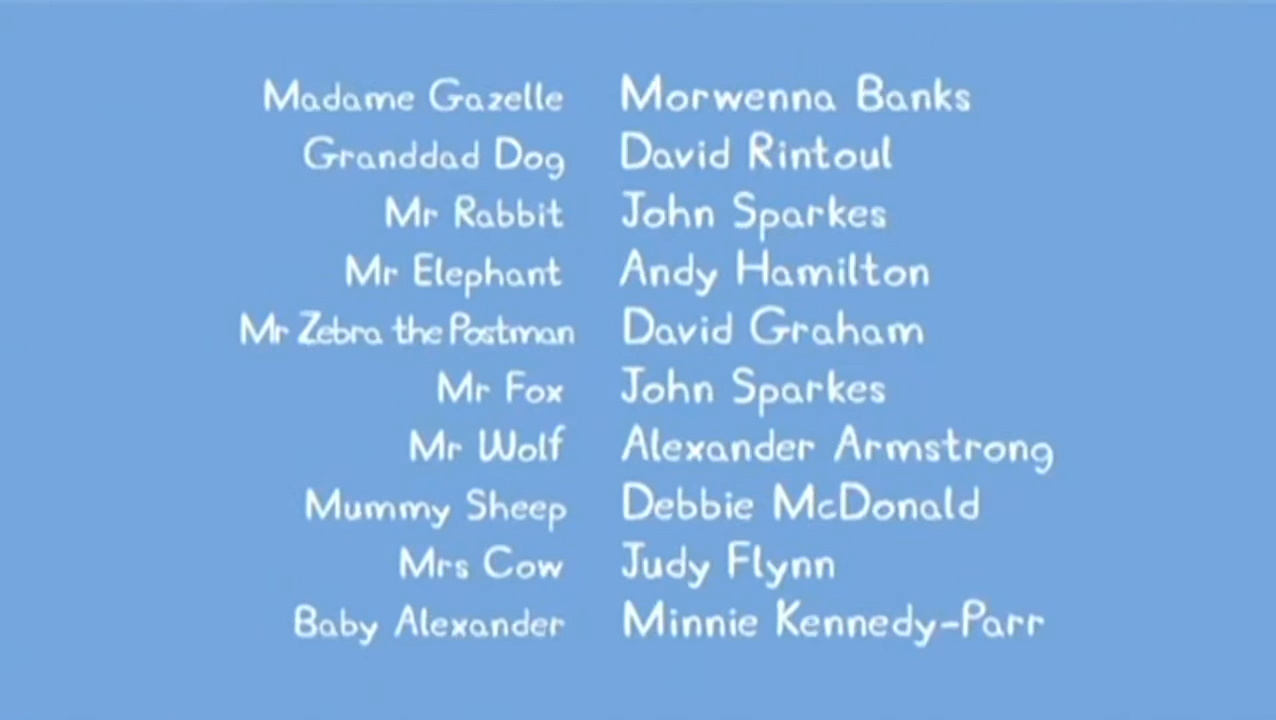 Madame Gazelle Morwenna Banks
Granddad Dog David Rintoul
Mr Rabbit John Sparkes
Mr Elephant Andy Hamilton
Mr Zebra the Postman David Graham
Mr Fox John Sparkes
Mr Wolf Alexander Armstrong
Mummy Sheep Debbie McDonald
Mrs Cow Judy Flynn
Baby Alexander Minnie Kennedy-Parr